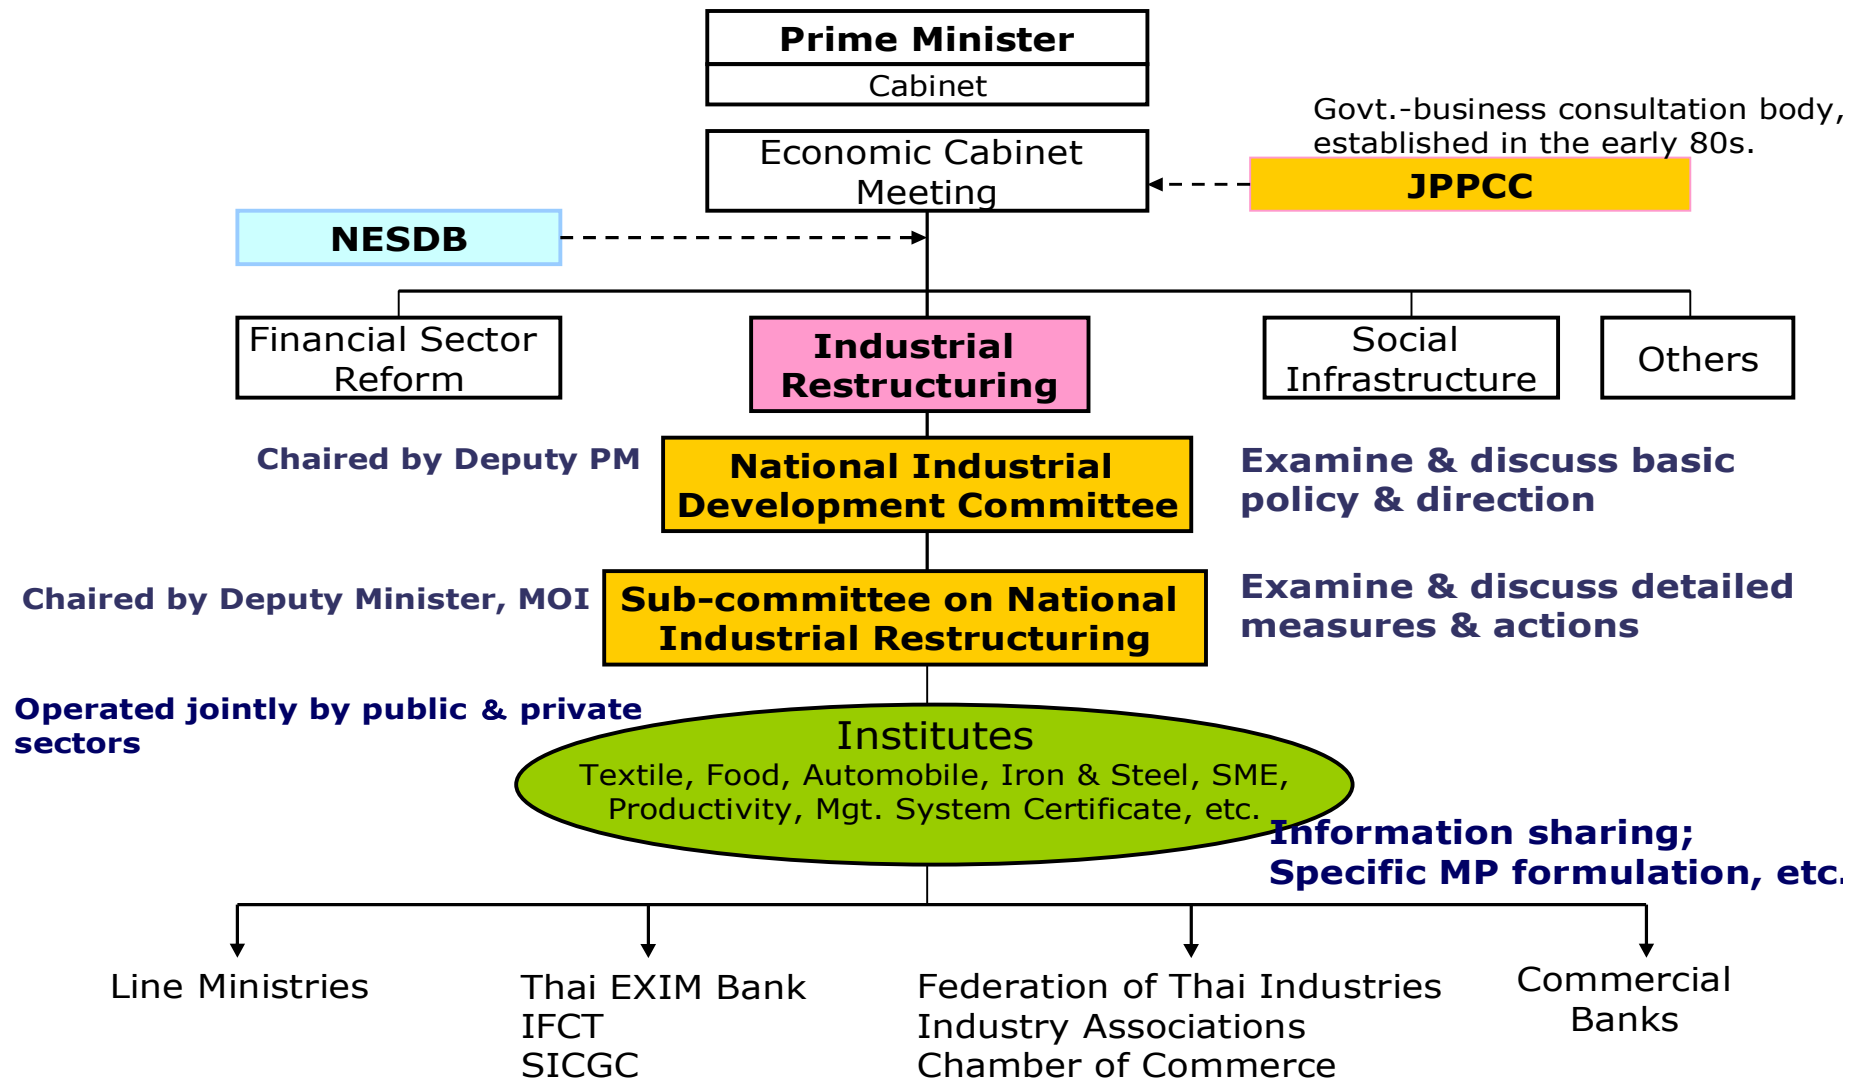 Prime Minister
Cabinet
Govt.-business consultation body,
established in the early 80s.
Economic Cabinet
Meeting
JPPCC
NESDB
Financial Sector
Reform
Industrial
Restructuring
Social
Infrastructure
Others
Chaired by Deputy PM
National Industrial
Development Committee
Examine & discuss basic
policy & direction
Chaired by Deputy Minister, MOI
Sub-committee on National
Industrial Restructuring
Examine & discuss detailed
measures & actions
Operated jointly by public & private
sectors
Institutes
Textile, Food, Automobile, Iron & Steel, SME,
Productivity, Mgt. System Certificate, etc.
Information sharing;
Specific MP formulation, etc.
Line Ministries
Thai EXIM Bank
IFCT
SICGC
Federation of Thai Industries
Industry Associations
Chamber of Commerce
Commercial
Banks